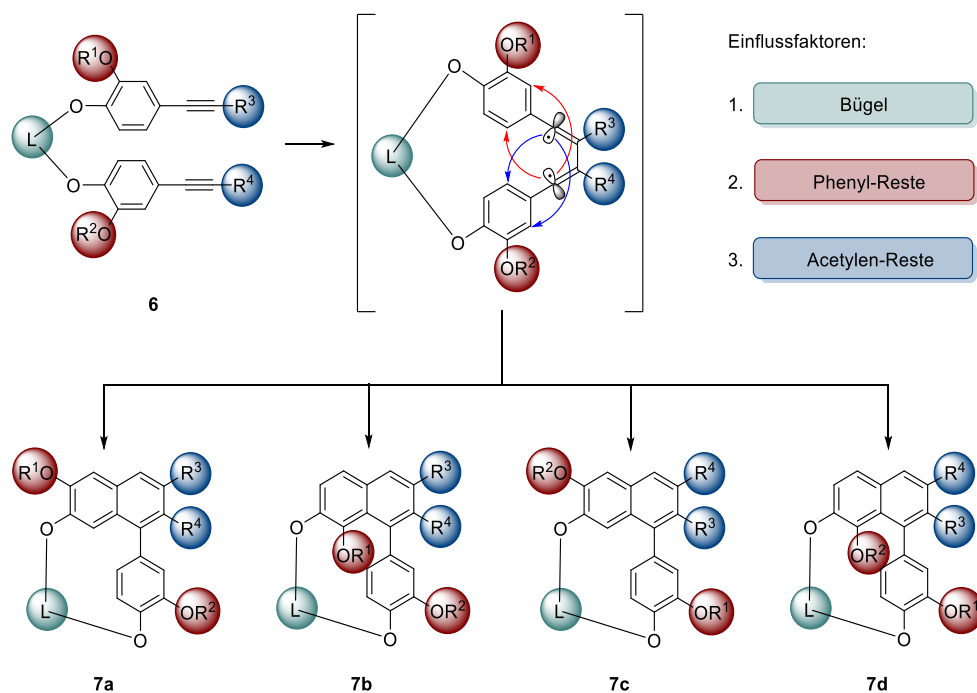 R¹O
O
R³
L
O
R⁴
R²O
6
OR¹
O
R³
L
R⁴
O
OR²
Einflussfaktoren:
1. Bügel
2. Phenyl-Reste
3. Acetylen-Reste
R¹O
R³
O
R⁴
L
OR²
O
7a
R³
O
R⁴
OR¹
L
OR²
O
7b
R²O
R⁴
O
R³
L
OR¹
O
7c
R⁴
O
R³
OR²
L
OR¹
O
7d